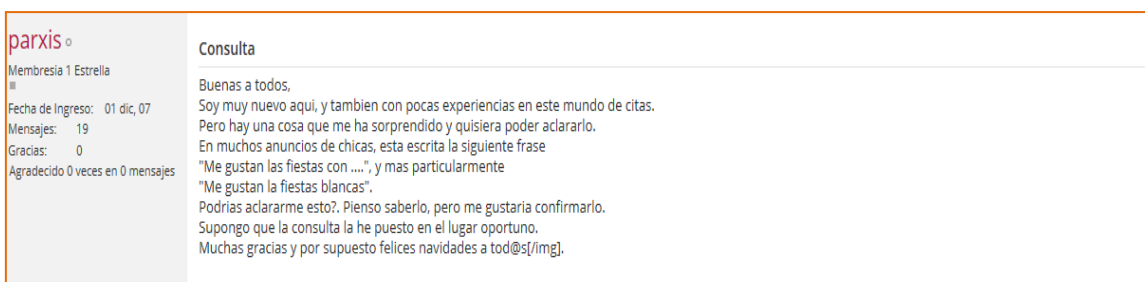 parxis
Membresia 1 Estrella
Fecha de Ingreso: 01 dic, 07
Mensajes: 19
Gracias: 0
Agradecido 0 veces en 0 mensajes
Consulta
Buenas a todos,
Soy muy nuevo aqui, y tambien con pocas experiencias en este mundo de citas.
Pero hay una cosa que me ha sorprendido y quisiera poder aclararlo.
En muchos anuncios de chicas, esta escrita la siguiente frase
"Me gustan las fiestas con ....", y mas particularmente
"Me gustan la fiestas blancas".
Podrias aclararme esto?. Pienso saberlo, pero me gustaria confirmarlo.
Supongo que la consulta la he puesto en el lugar oportuno.
Muchas gracias y por supuesto felices navidades a tod@s[/img].